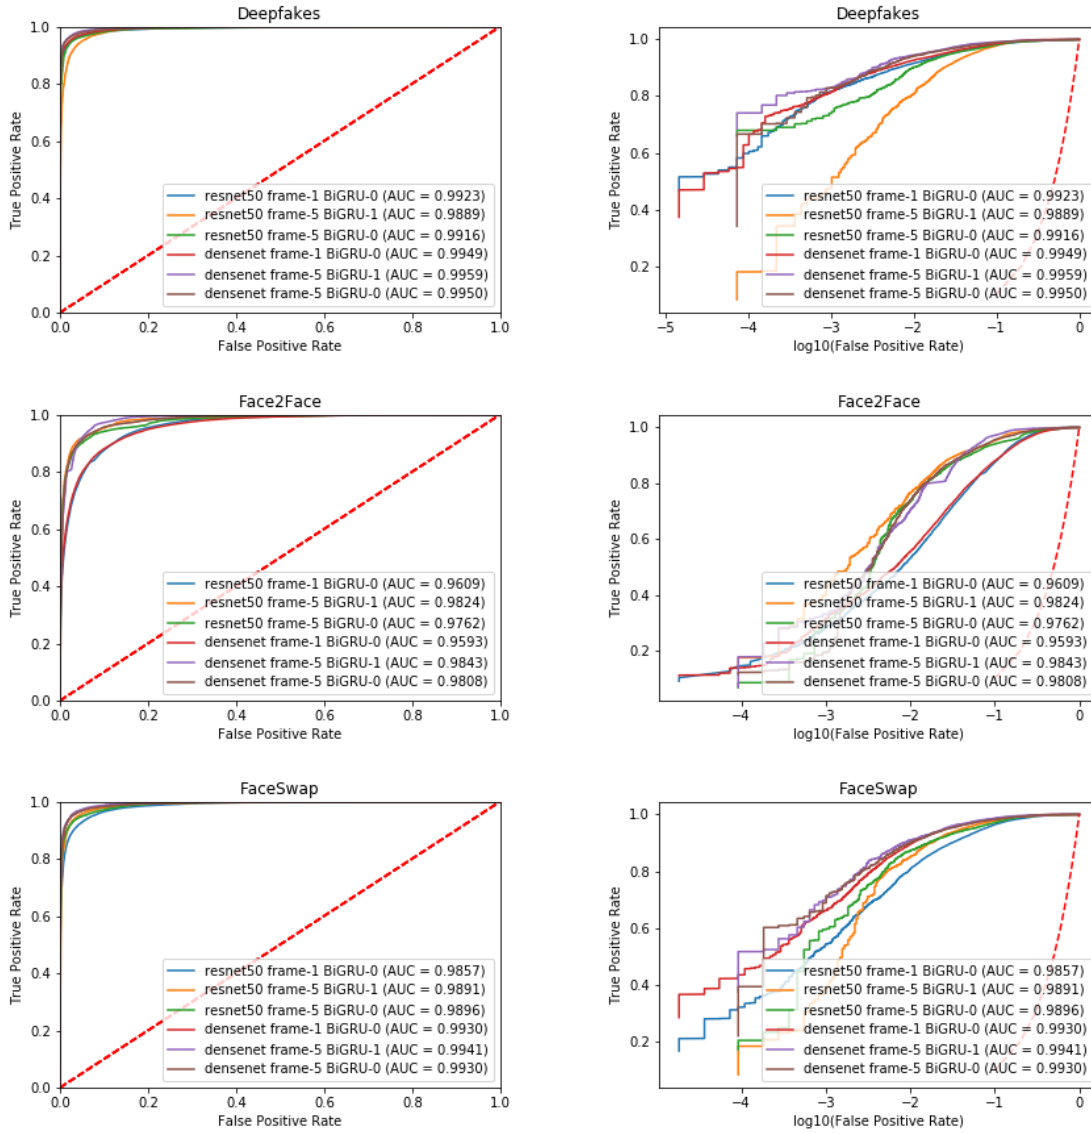 Deepfakes
True Positive Rate
1.0
0.8
0.6
0.4
0.2
0.0
resnet50 frame-1 BiGRU-0 (AUC = 0.9923)
resnet50 frame-5 BiGRU-1 (AUC = 0.9889)
resnet50 frame-5 BiGRU-0 (AUC = 0.9916)
densenet frame-1 BiGRU-0 (AUC = 0.9949)
densenet frame-5 BiGRU-1 (AUC = 0.9959)
densenet frame-5 BiGRU-0 (AUC = 0.9950)
0.0 0.2 0.4 0.6 0.8 1.0
False Positive Rate
Deepfakes
True Positive Rate
1.0
0.8
0.6
0.4
0.2
resnet50 frame-1 BiGRU-0 (AUC = 0.9923)
resnet50 frame-5 BiGRU-1 (AUC = 0.9889)
resnet50 frame-5 BiGRU-0 (AUC = 0.9916)
densenet frame-1 BiGRU-0 (AUC = 0.9949)
densenet frame-5 BiGRU-1 (AUC = 0.9959)
densenet frame-5 BiGRU-0 (AUC = 0.9950)
−5 −4 −3 −2 −1 0
log10(False Positive Rate)
Face2Face
True Positive Rate
1.0
0.8
0.6
0.4
0.2
0.0
resnet50 frame-1 BiGRU-0 (AUC = 0.9609)
resnet50 frame-5 BiGRU-1 (AUC = 0.9824)
resnet50 frame-5 BiGRU-0 (AUC = 0.9762)
densenet frame-1 BiGRU-0 (AUC = 0.9593)
densenet frame-5 BiGRU-1 (AUC = 0.9843)
densenet frame-5 BiGRU-0 (AUC = 0.9808)
0.0 0.2 0.4 0.6 0.8 1.0
False Positive Rate
Face2Face
True Positive Rate
1.0
0.8
0.6
0.4
0.2
resnet50 frame-1 BiGRU-0 (AUC = 0.9609)
resnet50 frame-5 BiGRU-1 (AUC = 0.9824)
resnet50 frame-5 BiGRU-0 (AUC = 0.9762)
densenet frame-1 BiGRU-0 (AUC = 0.9593)
densenet frame-5 BiGRU-1 (AUC = 0.9843)
densenet frame-5 BiGRU-0 (AUC = 0.9808)
−4 −3 −2 −1 0
log10(False Positive Rate)
FaceSwap
True Positive Rate
1.0
0.8
0.6
0.4
0.2
0.0
resnet50 frame-1 BiGRU-0 (AUC = 0.9857)
resnet50 frame-5 BiGRU-1 (AUC = 0.9891)
resnet50 frame-5 BiGRU-0 (AUC = 0.9896)
densenet frame-1 BiGRU-0 (AUC = 0.9930)
densenet frame-5 BiGRU-1 (AUC = 0.9941)
densenet frame-5 BiGRU-0 (AUC = 0.9930)
0.0 0.2 0.4 0.6 0.8 1.0
False Positive Rate
FaceSwap
True Positive Rate
1.0
0.8
0.6
0.4
0.2
resnet50 frame-1 BiGRU-0 (AUC = 0.9857)
resnet50 frame-5 BiGRU-1 (AUC = 0.9891)
resnet50 frame-5 BiGRU-0 (AUC = 0.9896)
densenet frame-1 BiGRU-0 (AUC = 0.9930)
densenet frame-5 BiGRU-1 (AUC = 0.9941)
densenet frame-5 BiGRU-0 (AUC = 0.9930)
−4 −3 −2 −1 0
log10(False Positive Rate)